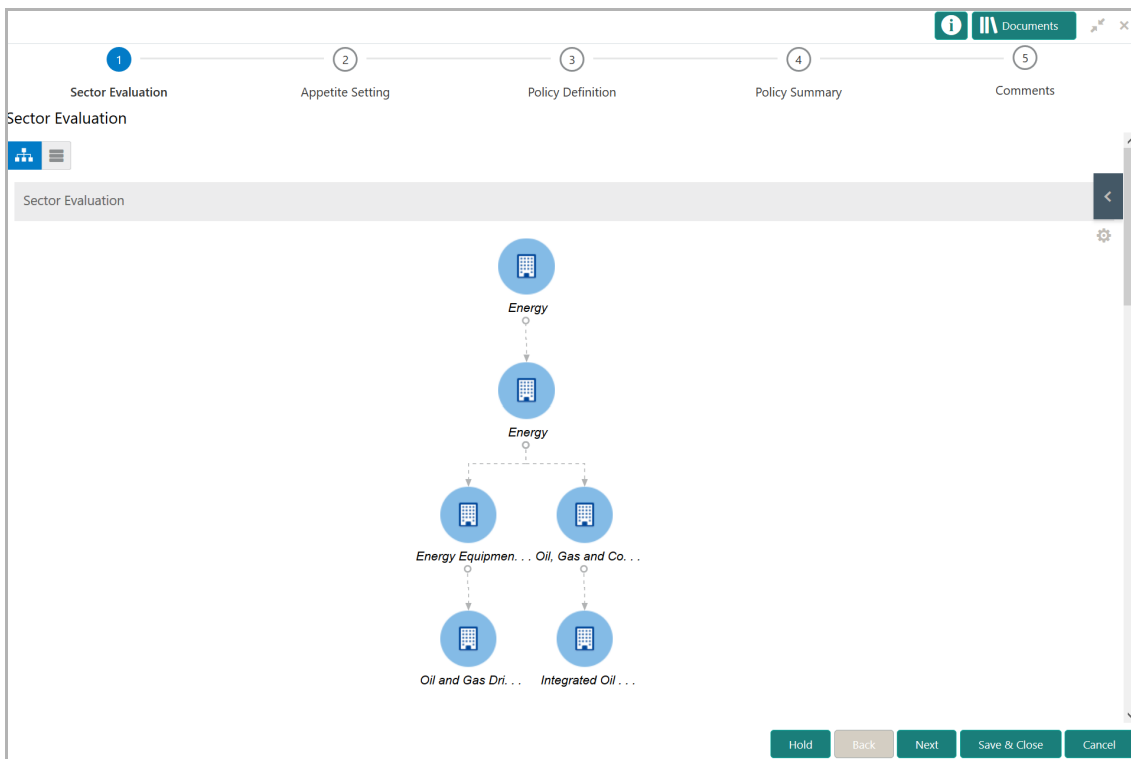 Documents
1 2 3 4 5
Sector Evaluation Appetite Setting Policy Definition Policy Summary Comments
Sector Evaluation
Sector Evaluation
Energy
Energy
Energy Equipmen. . . Oil, Gas and Co. . .
Oil and Gas Dri. . . Integrated Oil . . .
Hold Back Next Save & Close Cancel